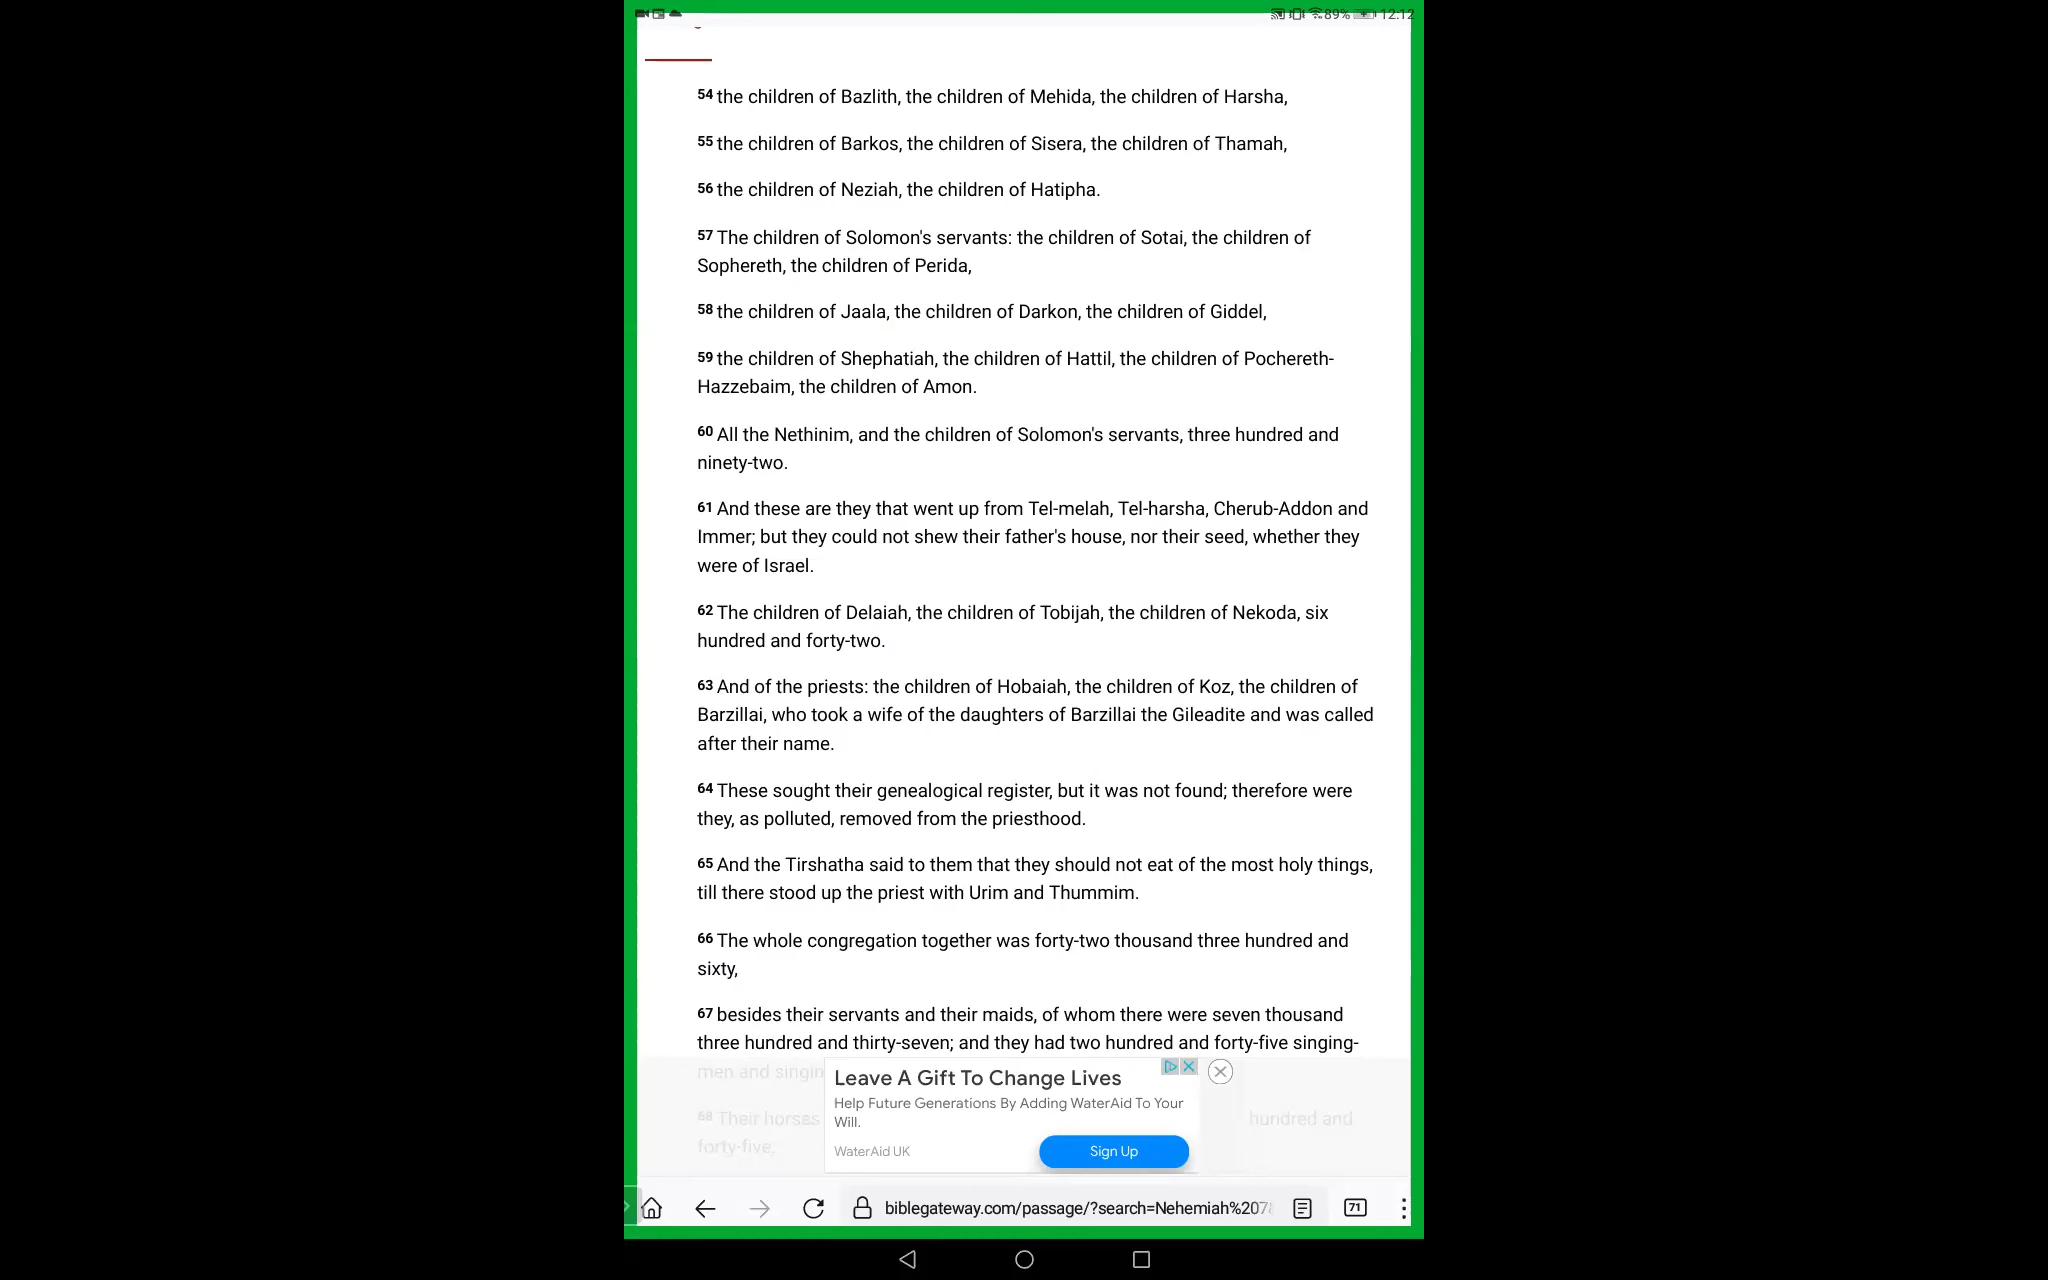 89% 12:12
54 the children of Bazlith, the children of Mehida, the children of Harsha,
55 the children of Barkos, the children of Sisera, the children of Thamah,
56 the children of Neziah, the children of Hatipha.
57 The children of Solomon's servants: the children of Sotai, the children of
Sophereth, the children of Perida,
58 the children of Jaala, the children of Darkon, the children of Giddel,
59 the children of Shephatiah, the children of Hattil, the children of Pochereth-
Hazzebaim, the children of Amon.
60 All the Nethinim, and the children of Solomon's servants, three hundred and
ninety-two.
61 And these are they that went up from Tel-melah, Tel-harsha, Cherub-Addon and
Immer; but they could not shew their father's house, nor their seed, whether they
were of Israel.
62 The children of Delaiah, the children of Tobijah, the children of Nekoda, six
hundred and forty-two.
63 And of the priests: the children of Hobaiah, the children of Koz, the children of
Barzillai, who took a wife of the daughters of Barzillai the Gileadite and was called
after their name.
64 These sought their genealogical register, but it was not found; therefore were
they, as polluted, removed from the priesthood.
65 And the Tirshatha said to them that they should not eat of the most holy things,
till there stood up the priest with Urim and Thummim.
66 The whole congregation together was forty-two thousand three hundred and
sixty,
67 besides their servants and their maids, of whom there were seven thousand
three hundred and thirty-seven; and they had two hundred and forty-five singing-
men and singin
68 Their horses hundred and
forty-five,
Leave A Gift To Change Lives
Help Future Generations By Adding WaterAid To Your
Will.
WaterAid UK
Sign Up
biblegateway.com/passage/?search=Nehemiah%207
71